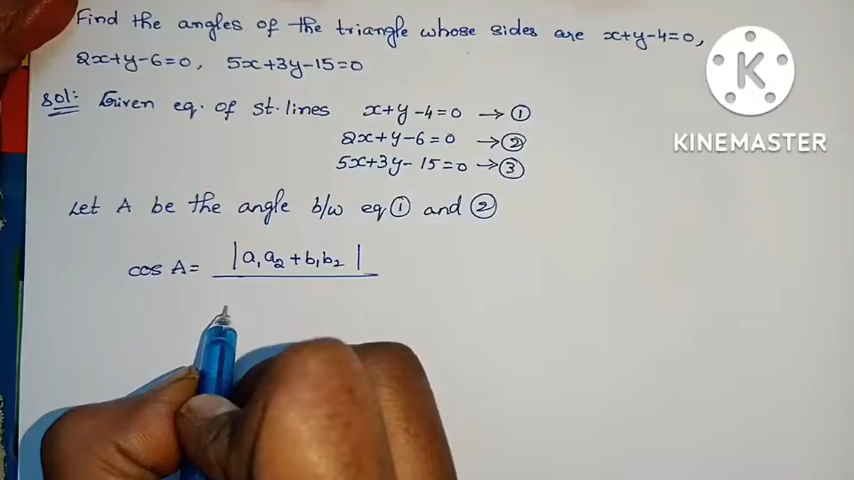 Find the angles of the triangle whose sides are x+y-4=0,
2x+y-6=0, 5x+3y-15=0
Sol: Given eq. of st. lines x+y-4=0 → ①
2x+y-6=0 → ②
5x+3y-15=0 → ③
Let A be the angle b/w eq ① and ②
cos A = |a₁a₂+b₁b₂|
K
KINEMASTER